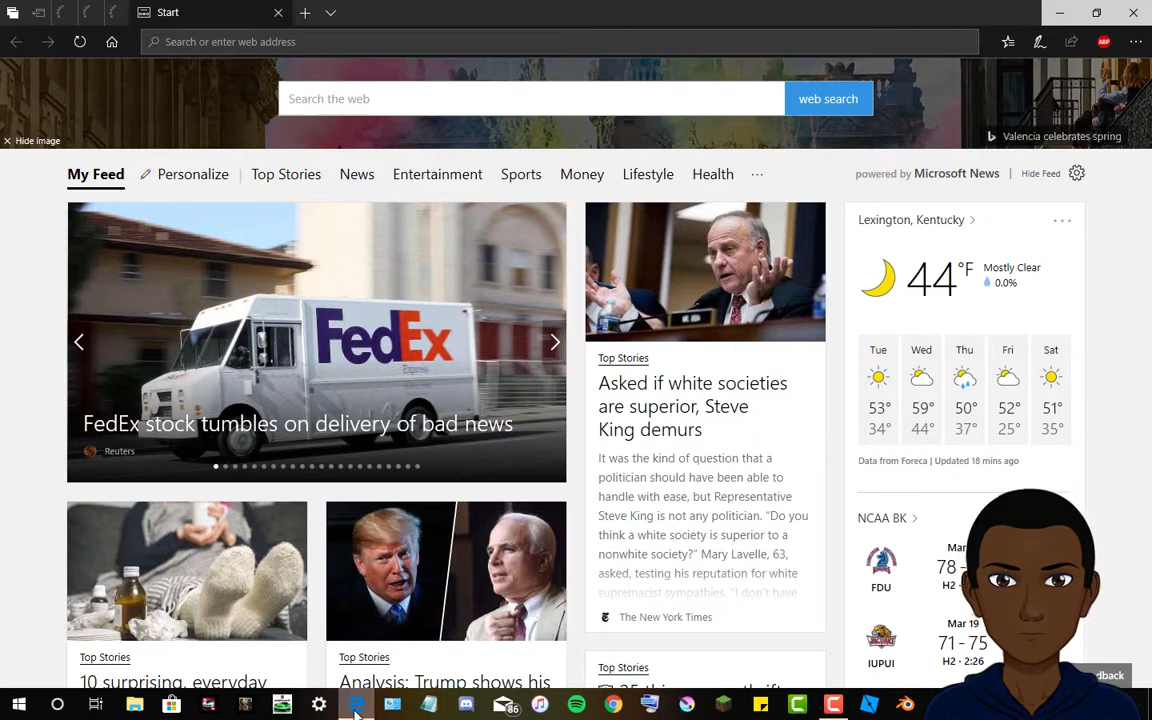 Start
Search or enter web address
ABP
Search the web
web search
Hide image
Valencia celebrates spring
My Feed
Personalize
Top Stories
News
Entertainment
Sports
Money
Lifestyle
Health
powered by Microsoft News
Hide Feed
FedEx
Express
FedEx stock tumbles on delivery of bad news
Reuters
Top Stories
Asked if white societies
are superior, Steve
King demurs
It was the kind of question that a
politician should have been able to
handle with ease, but Representative
Steve King is not any politician. “Do you
think a white society is superior to a
nonwhite society?” Mary Lavelle, 63,
asked, testing his reputation for white
supremacist sympathies. “I don't have
The New York Times
Lexington, Kentucky
44 °F
Mostly Clear
0.0%
Tue Wed Thu Fri Sat
53° 59° 50° 52° 51°
34° 44° 37° 25° 35°
Data from Foreca | Updated 18 mins ago
NCAA BK
FDU
78 -
H2 -
Mar 19
IUPUI
71 - 75
H2 - 2:26
Top Stories
10 surprising, everyday
Top Stories
Analysis: Trump shows his
Top Stories
86